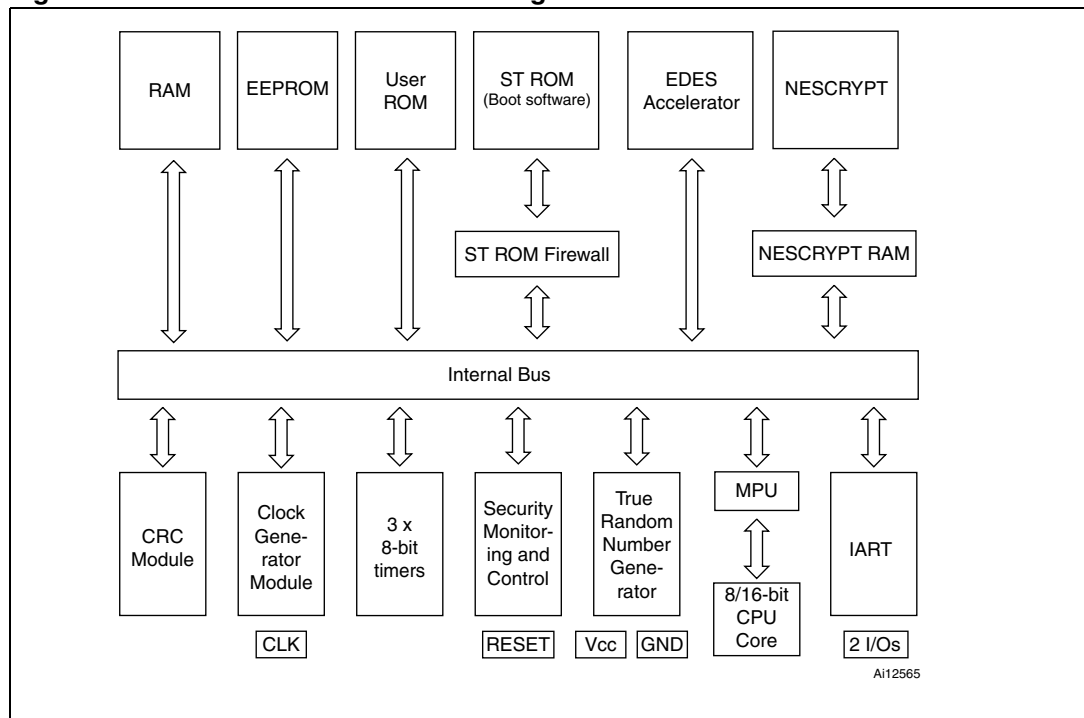 RAM
EEPROM
User
ROM
ST ROM
(Boot software)
EDES
Accelerator
NESCRYPT
ST ROM Firewall
NESCRYPT RAM
Internal Bus
CRC
Module
Clock
Gene-
rator
Module
3 x
8-bit
timers
Security
Monitor-
ing and
Control
True
Random
Number
Gene-
rator
MPU
8/16-bit
CPU
Core
IART
CLK
RESET
Vcc
GND
2 I/Os
Ai12565